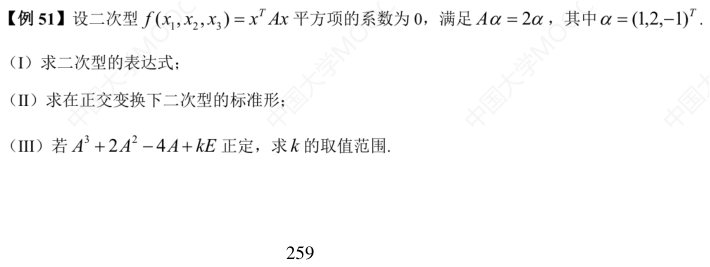 【例 51】设二次型 f(x₁,x₂,x₃)=xᵀAx 平方项的系数为 0，满足 Aα=2α，其中α=(1,2,−1)ᵀ.
（I）求二次型的表达式；
（II）求在正交变换下二次型的标准形；
（III）若 A³+2A²−4A+kE 正定，求 k 的取值范围.
259